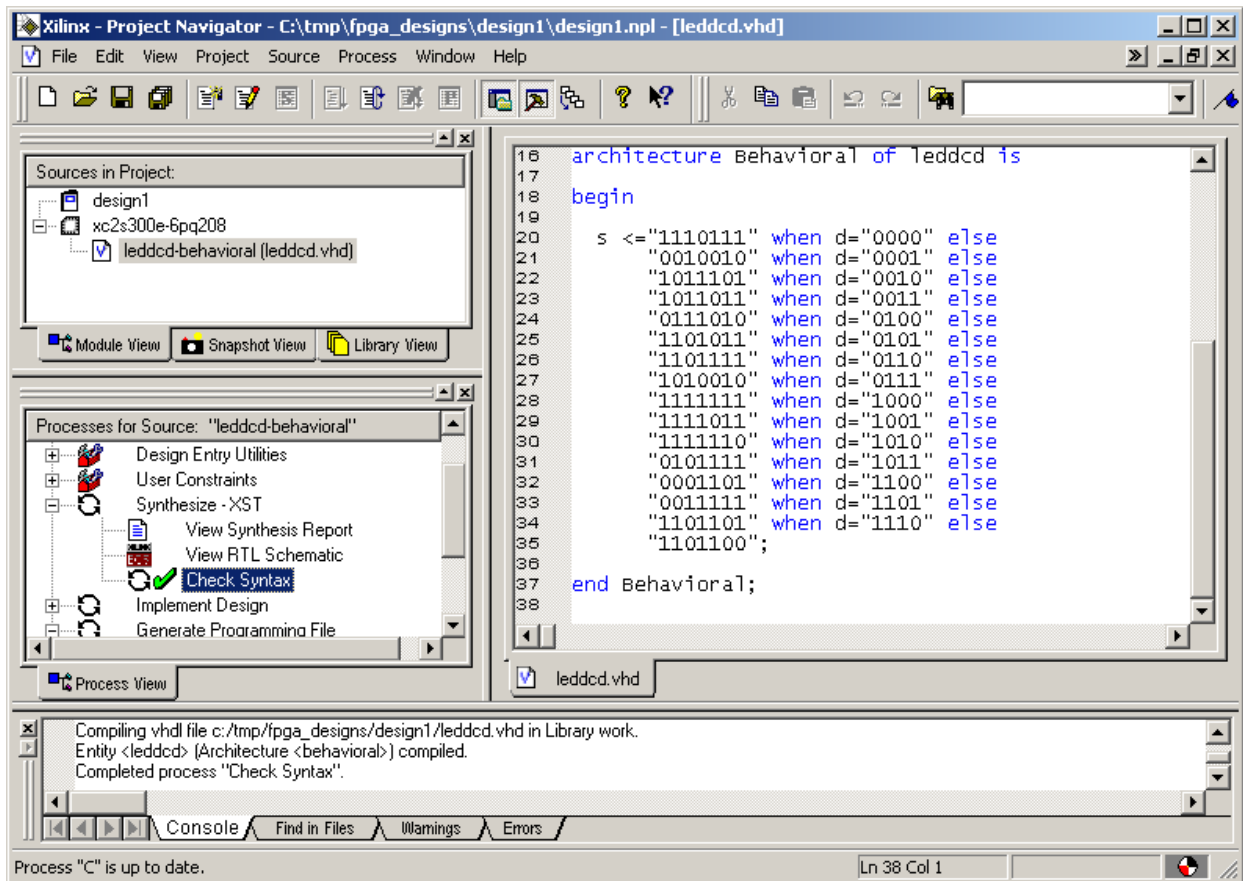 Xilinx - Project Navigator - C:\tmp\fpga_designs\design1\design1.npl - [leddcd.vhd]
File Edit View Project Source Process Window Help
Sources in Project:
design1
xc2s300e-6pq208
leddcd-behavioral (leddcd.vhd)
Module View Snapshot View Library View
Processes for Source: "leddcd-behavioral"
Design Entry Utilities
User Constraints
Synthesize - XST
View Synthesis Report
View RTL Schematic
Check Syntax
Implement Design
Generate Programming File
Process View
16 architecture Behavioral of leddcd is
17
18 begin
19
20 s <="1110111" when d="0000" else
21 "0010010" when d="0001" else
22 "1011101" when d="0010" else
23 "1011011" when d="0011" else
24 "0111010" when d="0100" else
25 "1101011" when d="0101" else
26 "1101111" when d="0110" else
27 "1010010" when d="0111" else
28 "1111111" when d="1000" else
29 "1111011" when d="1001" else
30 "1111110" when d="1010" else
31 "0101111" when d="1011" else
32 "0001101" when d="1100" else
33 "0011111" when d="1101" else
34 "1101101" when d="1110" else
35 "1101100";
36
37 end Behavioral;
38
leddcd.vhd
Compiling vhdl file c:/tmp/fpga_designs/design1/leddcd.vhd in Library work.
Entity <leddcd> (Architecture <behavioral>) compiled.
Completed process "Check Syntax".
Console Find in Files Warnings Errors
Process "C" is up to date.
Ln 38 Col 1